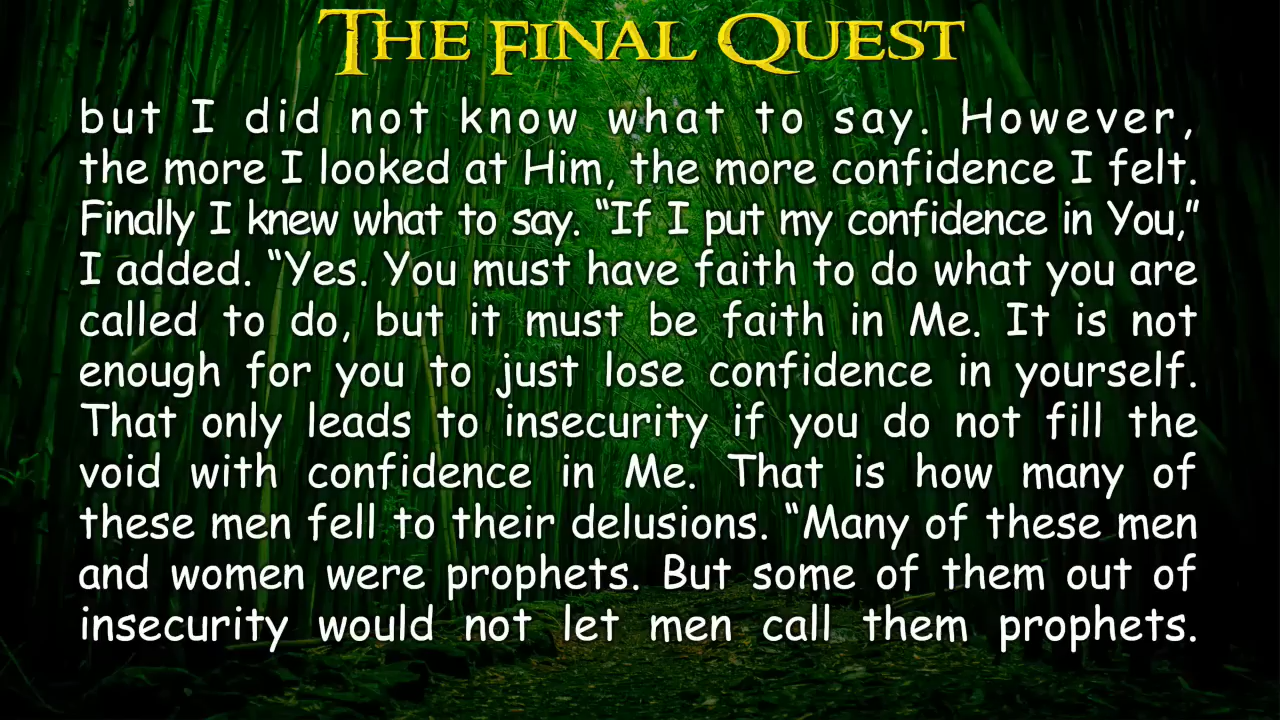 THE FINAL QUEST
but I did not know what to say. However,
the more I looked at Him, the more confidence I felt.
Finally I knew what to say. “If I put my confidence in You,”
I added. “Yes. You must have faith to do what you are
called to do, but it must be faith in Me. It is not
enough for you to just lose confidence in yourself.
That only leads to insecurity if you do not fill the
void with confidence in Me. That is how many of
these men fell to their delusions. “Many of these men
and women were prophets. But some of them out of
insecurity would not let men call them prophets.